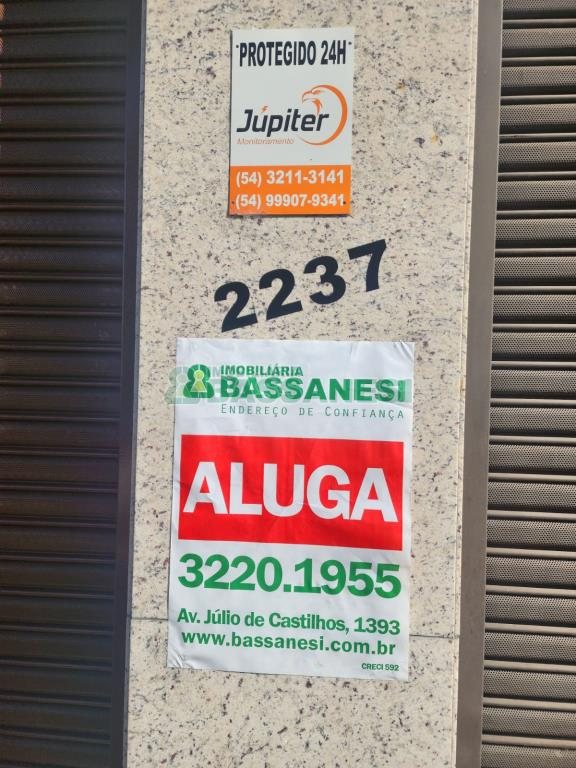 "PROTEGIDO 24H"
Júpiter
Monitoramento
(54) 3211-3141
(54) 99907-9341
2237
IMOBILIÁRIA
BASSANESI
ENDEREÇO DE CONFIANÇA
ALUGA
3220.1955
Av. Júlio de Castilhos, 1393
www.bassanesi.com.br
CRECI 592